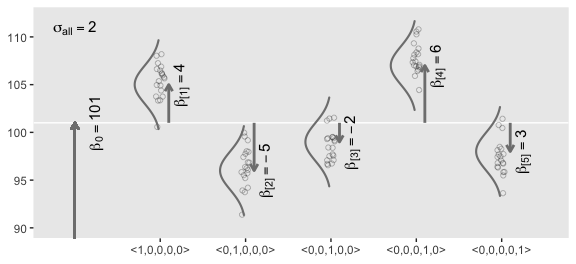 σall = 2
110
105
100
95
90
β0 = 101
β[1] = 4
β[2] = −5
β[3] = −2
β[4] = 6
β[5] = 3
<1,0,0,0,0>
<0,1,0,0,0>
<0,0,1,0,0>
<0,0,0,1,0>
<0,0,0,0,1>